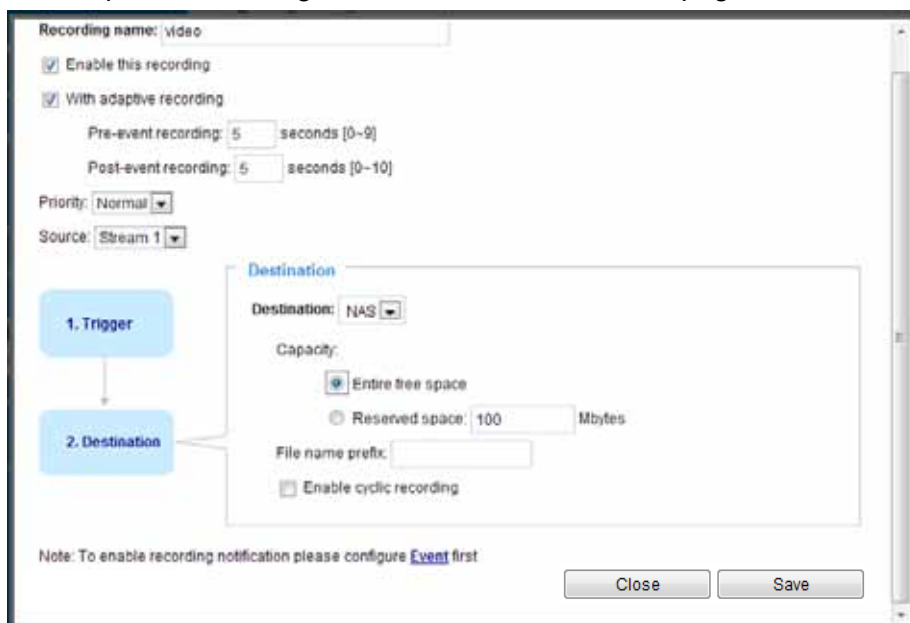 Recording name: video
Enable this recording
With adaptive recording
Pre-event recording: 5 seconds [0~9]
Post-event recording: 5 seconds [0~10]
Priority: Normal
Source: Stream 1
1. Trigger
2. Destination
Destination
Destination: NAS
Capacity:
Entire free space
Reserved space: 100 Mbytes
File name prefix:
Enable cyclic recording
Note: To enable recording notification please configure Event first
Close Save